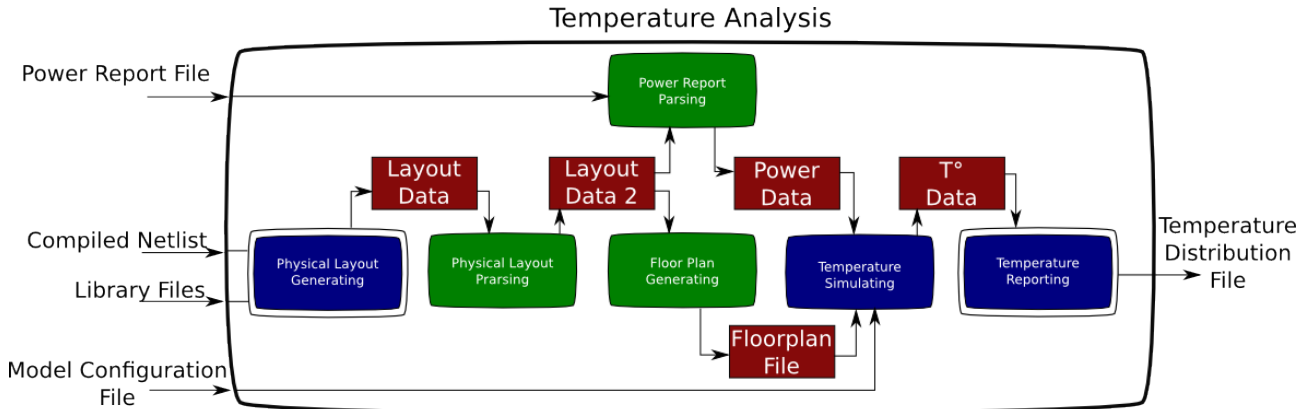 Temperature Analysis
Power Report File
Power Report
Parsing
Layout
Data
Layout
Data 2
Power
Data
T°
Data
Compiled Netlist
Library Files
Physical Layout
Generating
Physical Layout
Prarsing
Floor Plan
Generating
Temperature
Simulating
Temperature
Reporting
Temperature
Distribution
File
Floorplan
File
Model Configuration
File